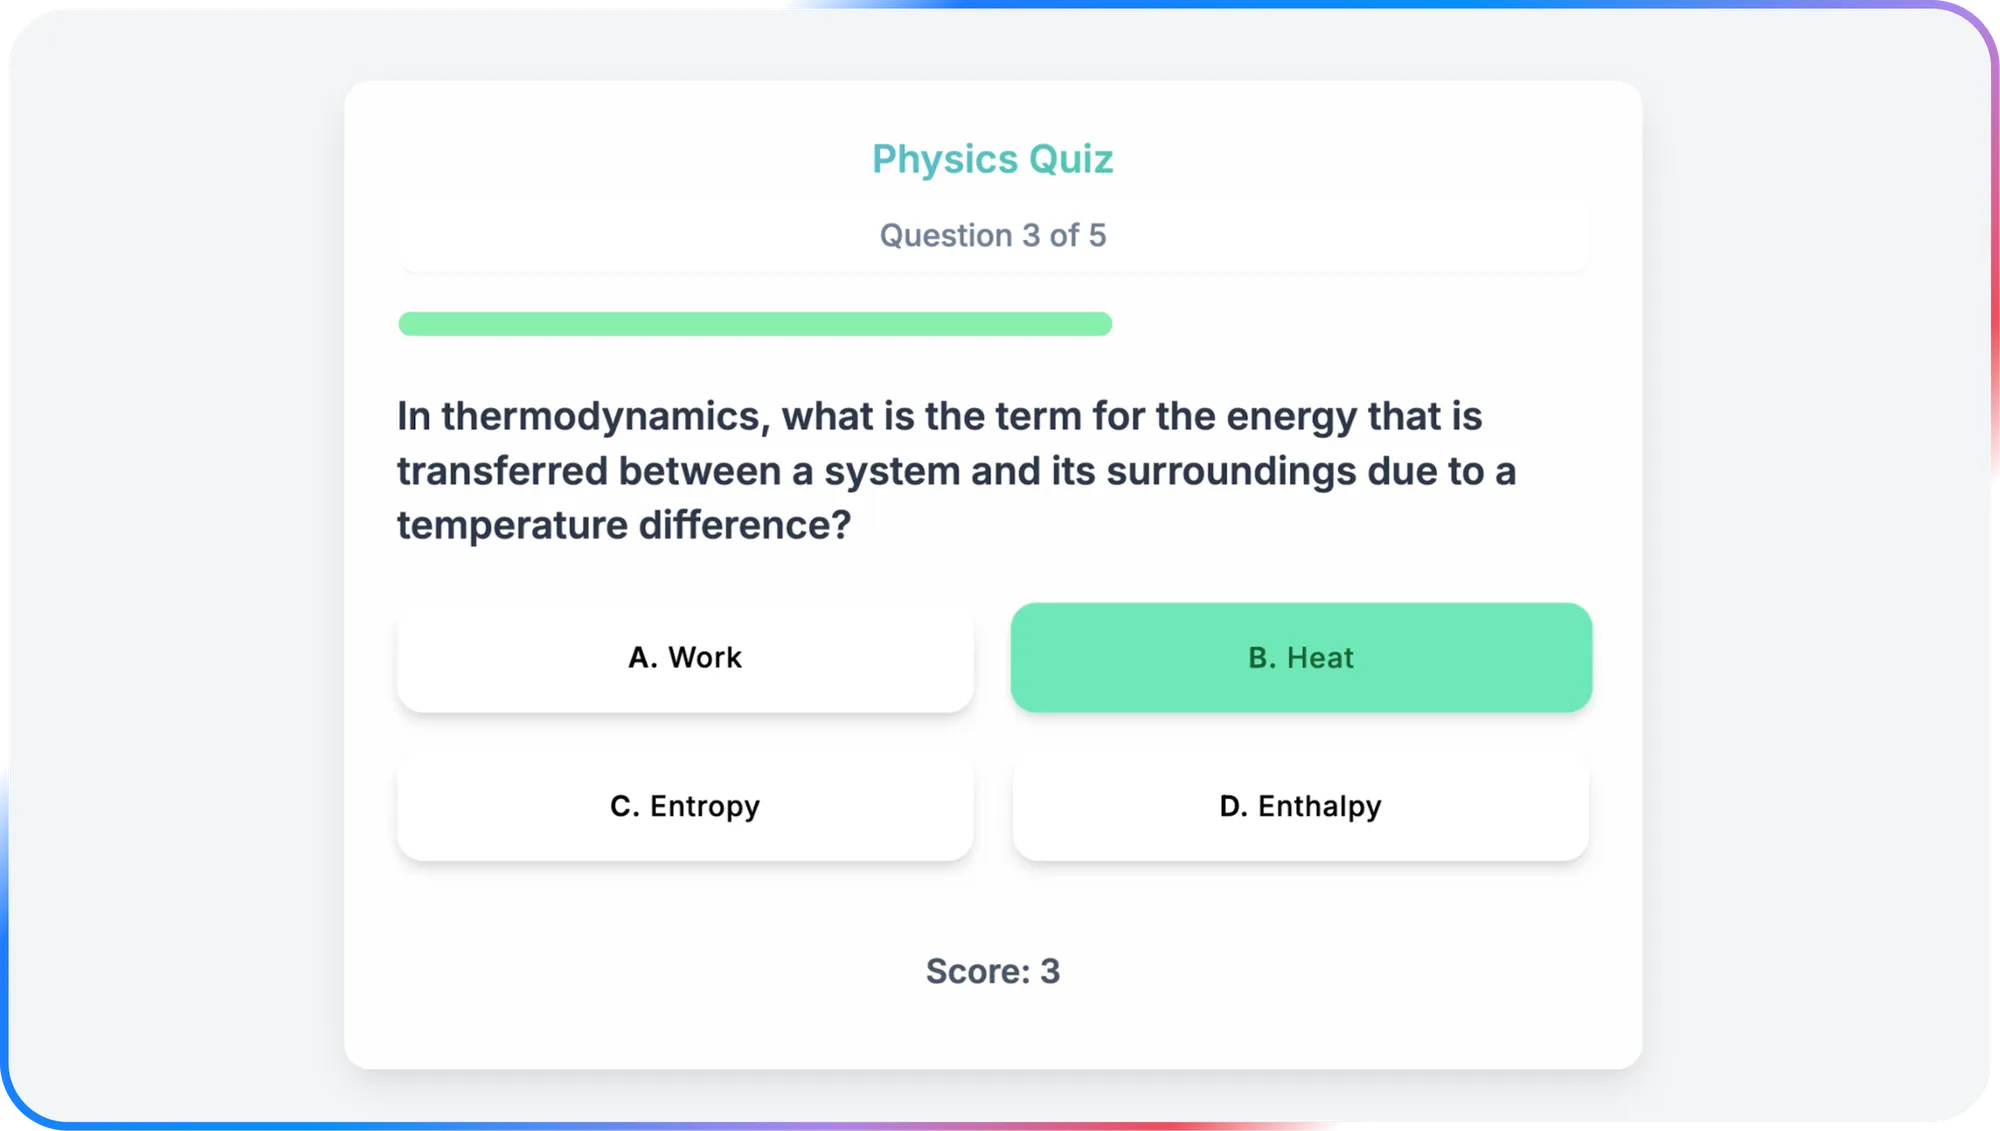 Physics Quiz
Question 3 of 5
In thermodynamics, what is the term for the energy that is
transferred between a system and its surroundings due to a
temperature difference?
A. Work
B. Heat
C. Entropy
D. Enthalpy
Score: 3